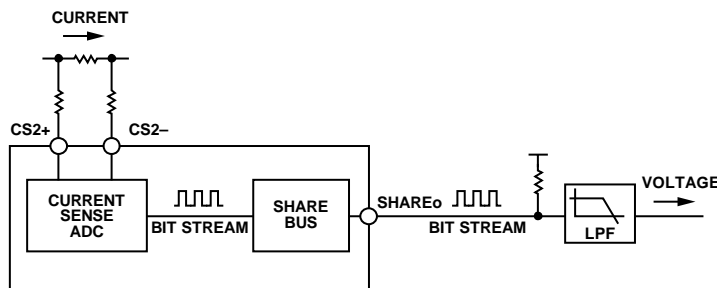 CURRENT
CS2+
CS2–
CURRENT
SENSE
ADC
BIT STREAM
SHARE
BUS
SHAREo
BIT STREAM
LPF
VOLTAGE